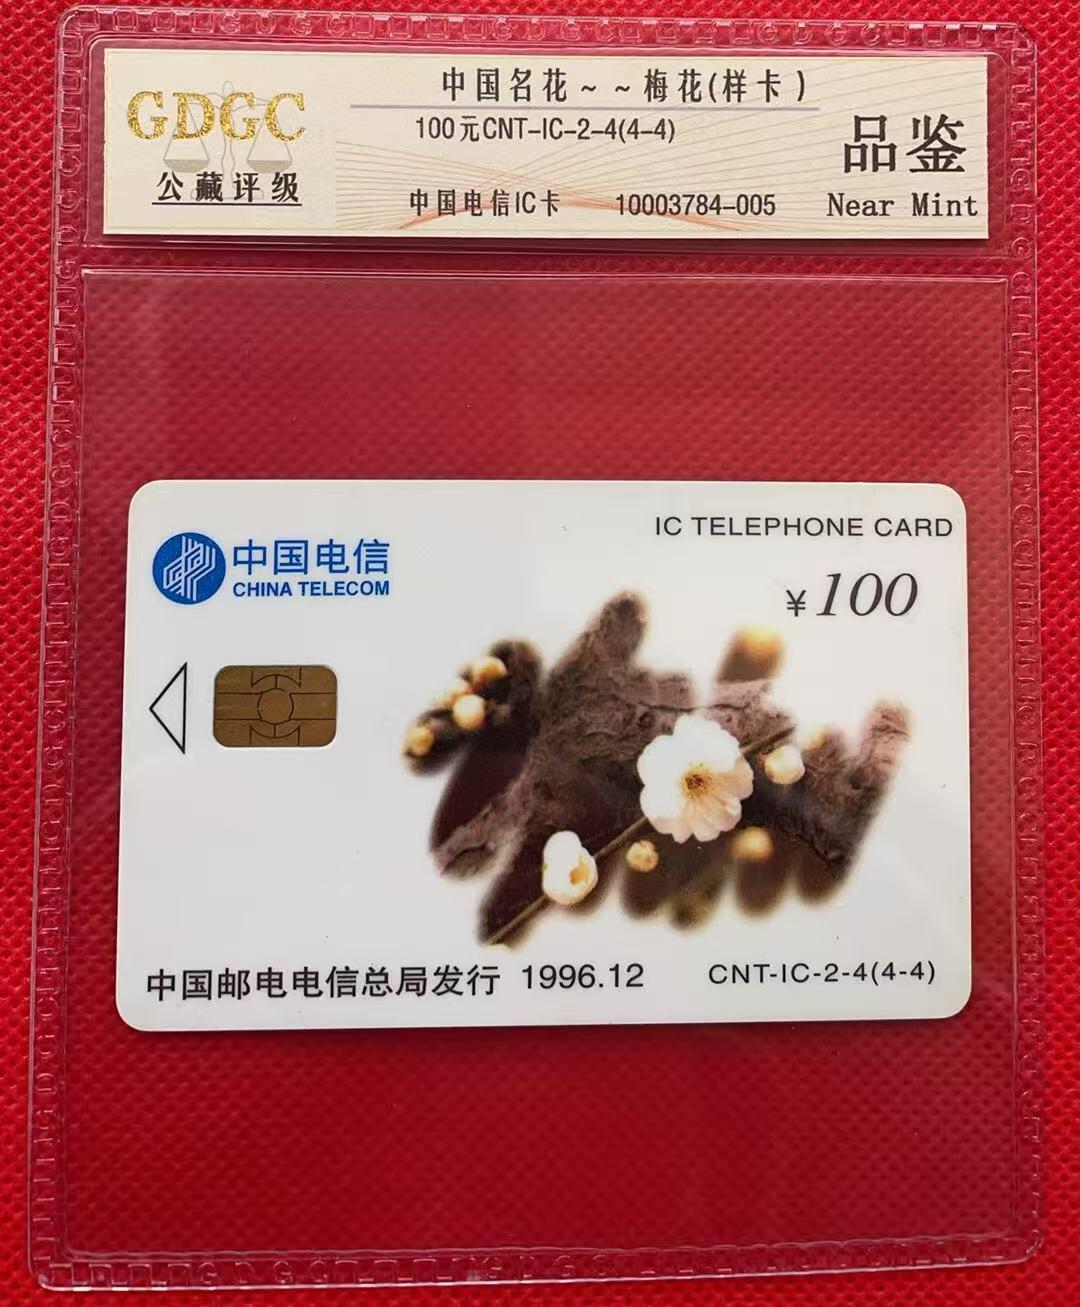 中国名花~~梅花(样卡)
GDGC
100元CNT-IC-2-4(4-4)
品鉴
公藏评级
中国电信IC卡 10003784-005 Near Mint
IC TELEPHONE CARD
中国电信
CHINA TELECOM
¥100
中国邮电电信总局发行 1996.12 CNT-IC-2-4(4-4)